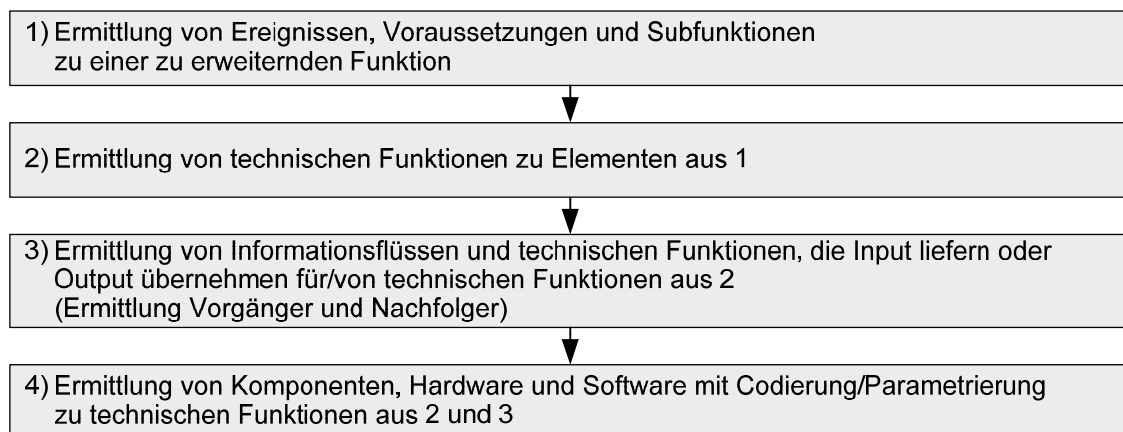 1) Ermittlung von Ereignissen, Voraussetzungen und Subfunktionen
zu einer zu erweiternden Funktion
2) Ermittlung von technischen Funktionen zu Elementen aus 1
3) Ermittlung von Informationsflüssen und technischen Funktionen, die Input liefern oder
Output übernehmen für/von technischen Funktionen aus 2
(Ermittlung Vorgänger und Nachfolger)
4) Ermittlung von Komponenten, Hardware und Software mit Codierung/Parametrierung
zu technischen Funktionen aus 2 und 3